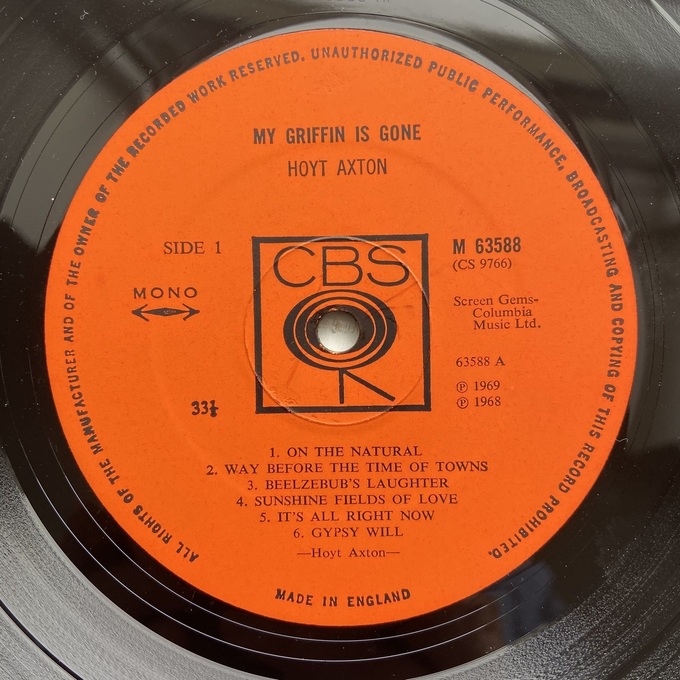 ALL RIGHTS OF THE MANUFACTURER AND OF THE OWNER OF THE RECORDED WORK RESERVED. UNAUTHORIZED PUBLIC PERFORMANCE, BROADCASTING AND COPYING OF THIS RECORD PROHIBITED.
MY GRIFFIN IS GONE
HOYT AXTON
SIDE 1
MONO
33⅓
CBS
M 63588
(CS 9766)
Screen Gems-
Columbia
Music Ltd.
63588 A
℗ 1969
℗ 1968
1. ON THE NATURAL
2. WAY BEFORE THE TIME OF TOWNS
3. BEELZEBUB'S LAUGHTER
4. SUNSHINE FIELDS OF LOVE
5. IT'S ALL RIGHT NOW
6. GYPSY WILL
—Hoyt Axton—
MADE IN ENGLAND